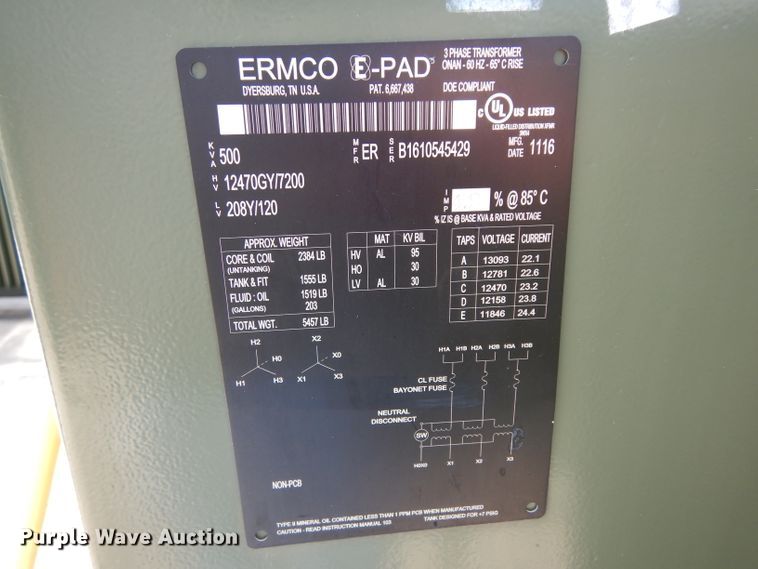 ERMCO E-PAD
DYERSBURG, TN U.S.A. PAT. 6,667,438
3 PHASE TRANSFORMER
ONAN - 60 HZ - 65° C RISE
DOE COMPLIANT
C UL US LISTED
LIQUID-FILLED DISTRIBUTION XFMR
KVA 500 MFR ER SER B1610545429 MFG. DATE 1116
HV 12470GY/7200
LV 208Y/120
IMP % @ 85° C
% IZ IS @ BASE KVA & RATED VOLTAGE
APPROX. WEIGHT
CORE & COIL 2384 LB
(UNTANKING)
TANK & FIT 1555 LB
FLUID : OIL 1519 LB
(GALLONS) 203
TOTAL WGT. 5457 LB
MAT KV BIL
HV AL 95
HO 30
LV AL 30
TAPS VOLTAGE CURRENT
A 13093 22.1
B 12781 22.6
C 12470 23.2
D 12158 23.8
E 11846 24.4
H2 X2
H0 X0
H1 H3 X1 X3
H1A H1B H2A H2B H3A H3B
CL FUSE
BAYONET FUSE
NEUTRAL
DISCONNECT
SW
H0X0 X1 X2 X3
NON-PCB
TYPE II MINERAL OIL CONTAINED LESS THAN 1 PPM PCB WHEN MANUFACTURED
CAUTION - READ INSTRUCTION MANUAL 103 TANK DESIGNED FOR +7 PSIG
Purple Wave Auction